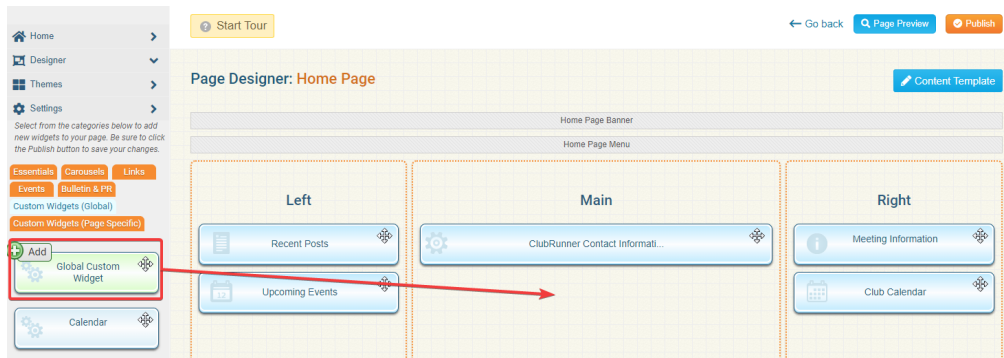 Home
Designer
Themes
Settings
Select from the categories below to add
new widgets to your page. Be sure to click
the Publish button to save your changes.
Essentials Carousels Links
Events Bulletin & PR
Custom Widgets (Global)
Custom Widgets (Page Specific)
Add
Global Custom
Widget
Calendar
Start Tour
Go back Page Preview Publish
Page Designer: Home Page
Content Template
Home Page Banner
Home Page Menu
Left
Recent Posts
Upcoming Events
12
Main
ClubRunner Contact Informati...
Right
Meeting Information
Club Calendar